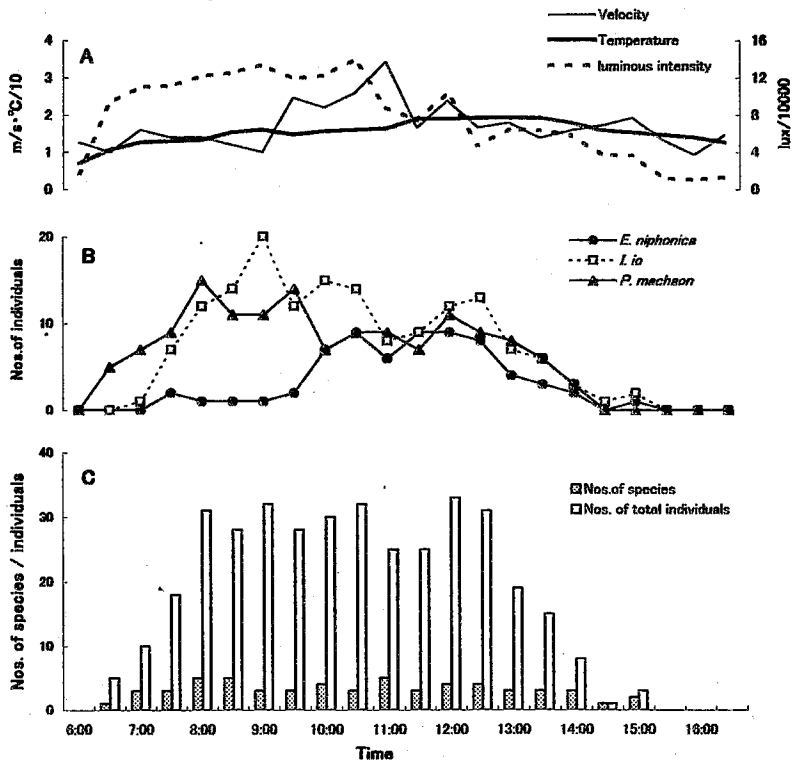 Velocity
Temperature
luminous intensity
A
4
3
2
1
0
m/s・℃/10
16
12
8
4
0
lux/10000
B
20
10
0
Nos.of individuals
E. niphonica
I. io
P. machaon
C
40
30
20
10
0
Nos. of species / individuals
Nos.of species
Nos. of total individuals
6:00 7:00 8:00 9:00 10:00 11:00 12:00 13:00 14:00 15:00 16:00
Time